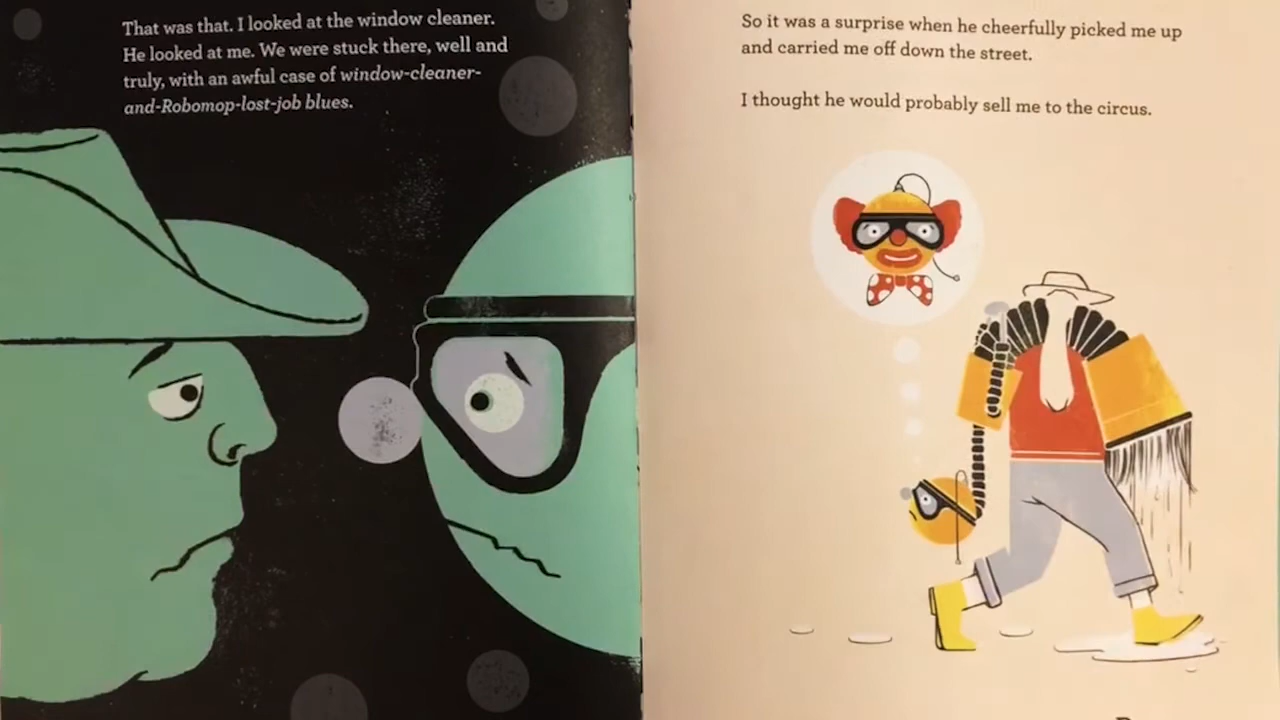 That was that. I looked at the window cleaner.
He looked at me. We were stuck there, well and
truly, with an awful case of window-cleaner-
and-Robomop-lost-job blues.
So it was a surprise when he cheerfully picked me up
and carried me off down the street.
I thought he would probably sell me to the circus.